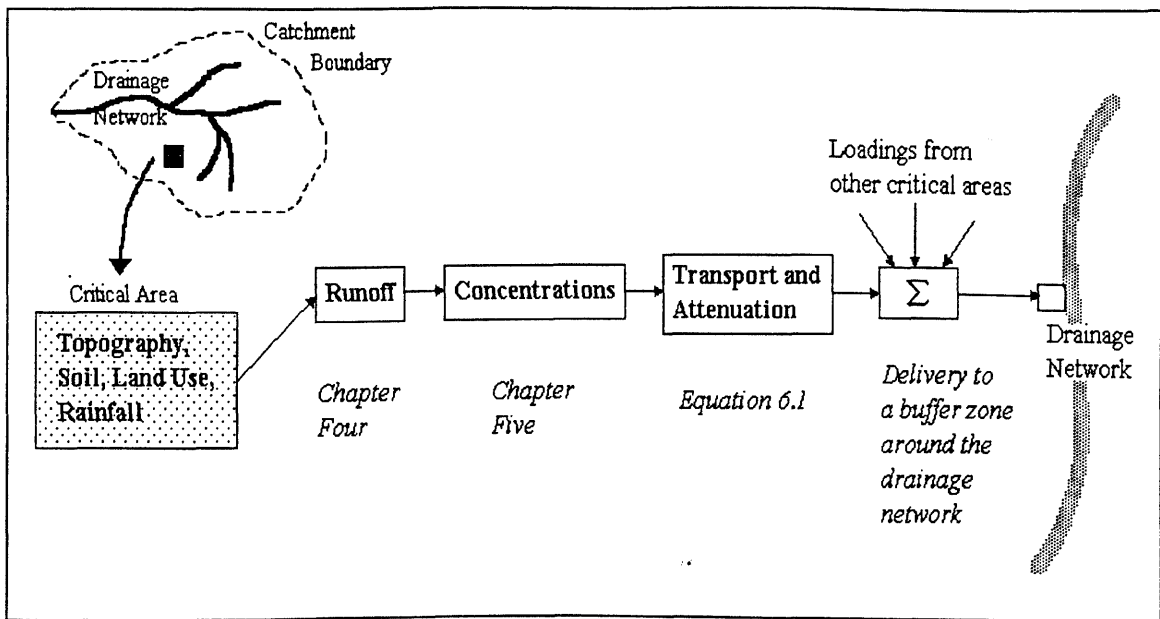 Catchment
Boundary
Drainage
Network
Critical Area
Topography,
Soil, Land Use,
Rainfall
Runoff
Chapter
Four
Concentrations
Chapter
Five
Transport and
Attenuation
Equation 6.1
Loadings from
other critical areas
Σ
Delivery to
a buffer zone
around the
drainage
network
Drainage
Network